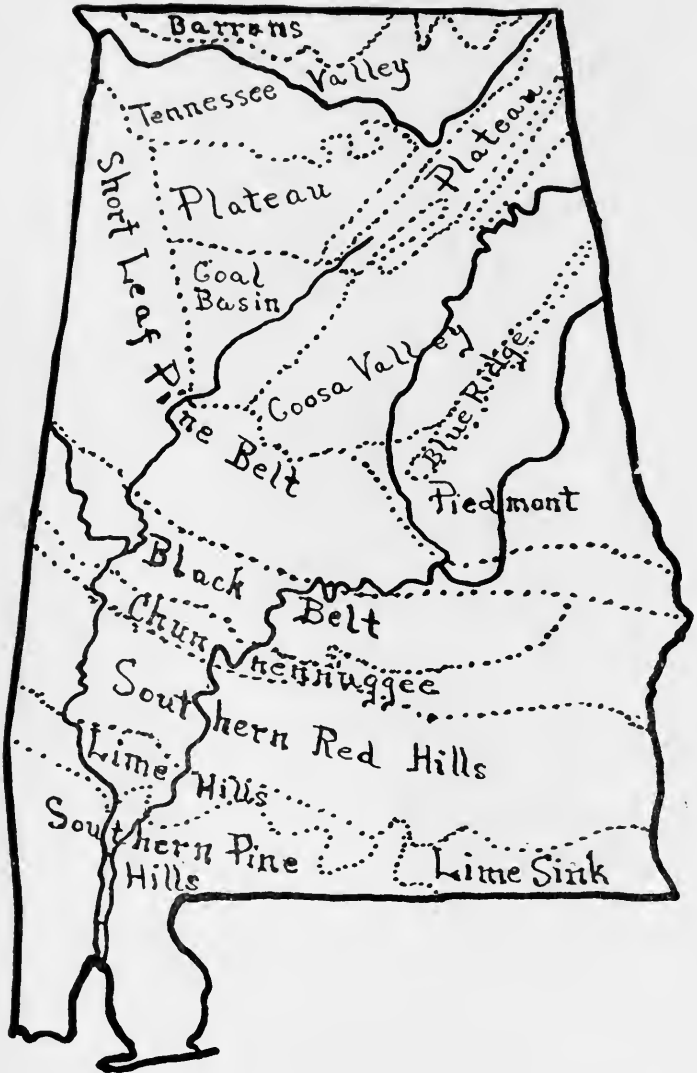 Barrens
Tennessee Valley
Plateau
Plateau
Short Leaf Pine Belt
Coal
Basin
Coosa Valley
Blue Ridge
Piedmont
Black Belt
Chunnennuggee
Southern Red Hills
Lime Hills
Southern Pine
Hills
Lime Sink